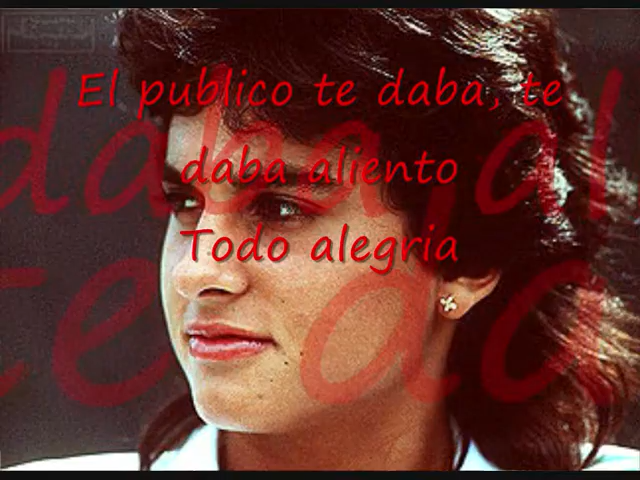 El publico te daba, te
daba aliento
Todo alegria